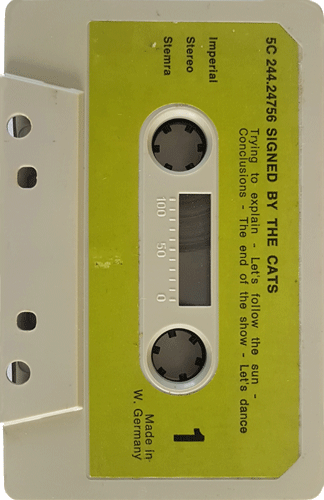 5C 244.24756 SIGNED BY THE CATS
Trying to explain - Let's follow the sun -
Conclusions - The end of the show - Let's dance
Imperial
Stereo
Stemra
100 50 0
1
Made in
W. Germany